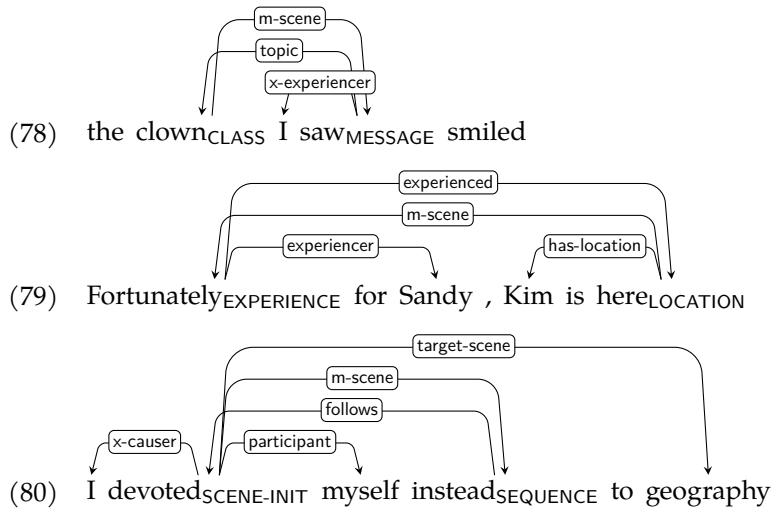 m-scene
topic
x-experiencer
(78) the clownCLASS I sawMESSAGE smiled
experienced
m-scene
experiencer has-location
(79) FortunatelyEXPERIENCE for Sandy , Kim is hereLOCATION
target-scene
m-scene
follows
x-causer participant
(80) I devotedSCENE-INIT myself insteadSEQUENCE to geography